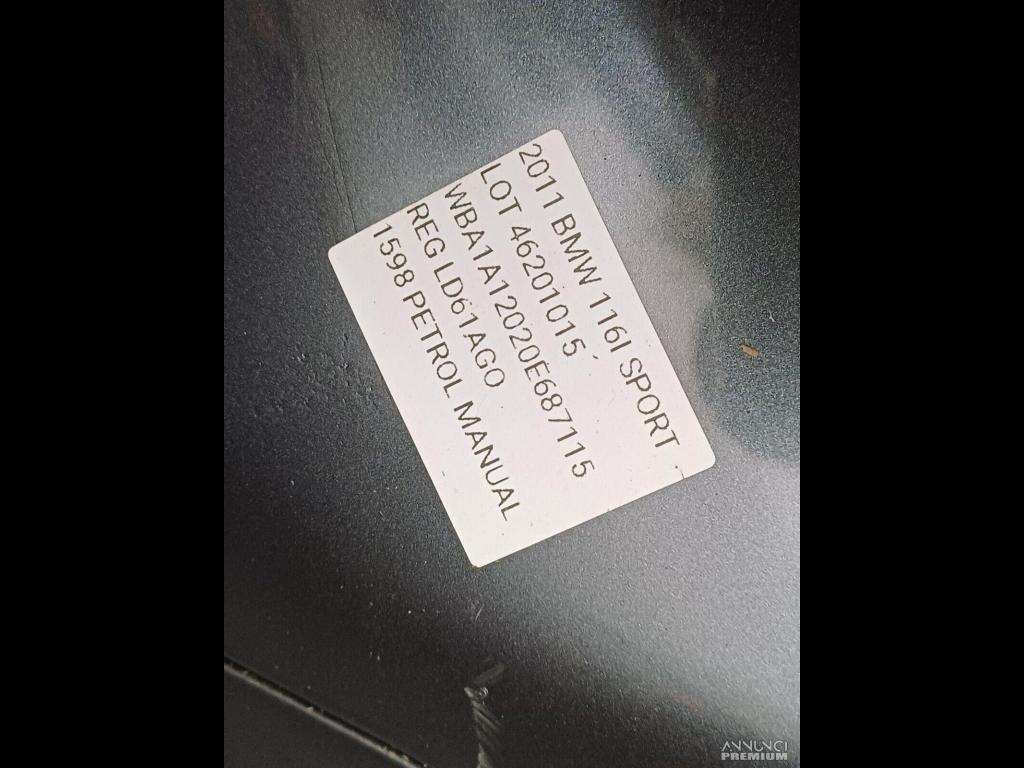 2011 BMW 116I SPORT
LOT 46201015
WBA1A12020E687115
REG LD61AGO
1598 PETROL MANUAL
ANNUNCI
PREMIUM